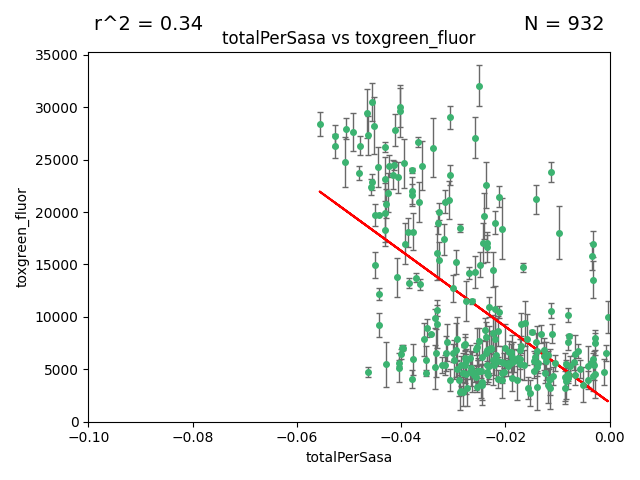 r^2 = 0.34
N = 932
totalPerSasa vs toxgreen_fluor
35000
30000
25000
20000
15000
10000
5000
0
toxgreen_fluor
−0.10
−0.08
−0.06
−0.04
−0.02
0.00
totalPerSasa